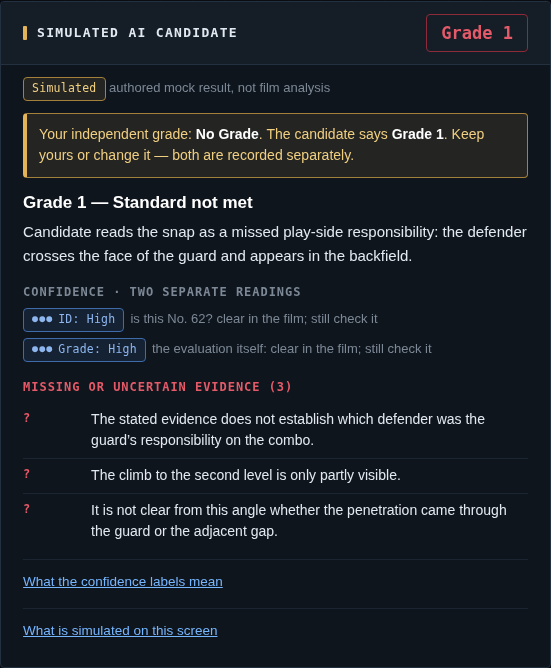 SIMULATED AI CANDIDATE
Grade 1
Simulated authored mock result, not film analysis
Your independent grade: No Grade. The candidate says Grade 1. Keep
yours or change it — both are recorded separately.
Grade 1 — Standard not met
Candidate reads the snap as a missed play-side responsibility: the defender
crosses the face of the guard and appears in the backfield.
CONFIDENCE · TWO SEPARATE READINGS
●●● ID: High is this No. 62? clear in the film; still check it
●●● Grade: High the evaluation itself: clear in the film; still check it
MISSING OR UNCERTAIN EVIDENCE (3)
? The stated evidence does not establish which defender was the
guard's responsibility on the combo.
? The climb to the second level is only partly visible.
? It is not clear from this angle whether the penetration came through
the guard or the adjacent gap.
What the confidence labels mean
What is simulated on this screen